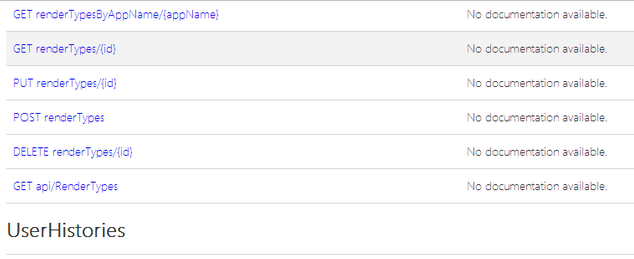 GET renderTypesByAppName/{appName} No documentation available.
GET renderTypes/{id} No documentation available.
PUT renderTypes/{id} No documentation available.
POST renderTypes No documentation available.
DELETE renderTypes/{id} No documentation available.
GET api/RenderTypes No documentation available.
UserHistories